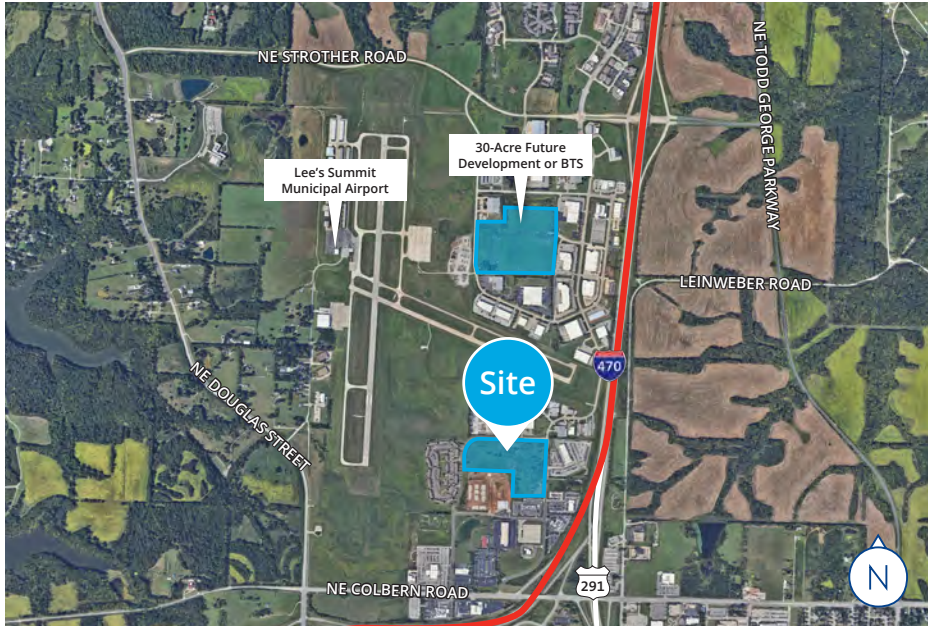 NE STROTHER ROAD
NE TODD GEORGE PARKWAY
30-Acre Future
Development or BTS
Lee's Summit
Municipal Airport
LEINWEBER ROAD
470
Site
NE DOUGLAS STREET
NE COLBERN ROAD
291
N